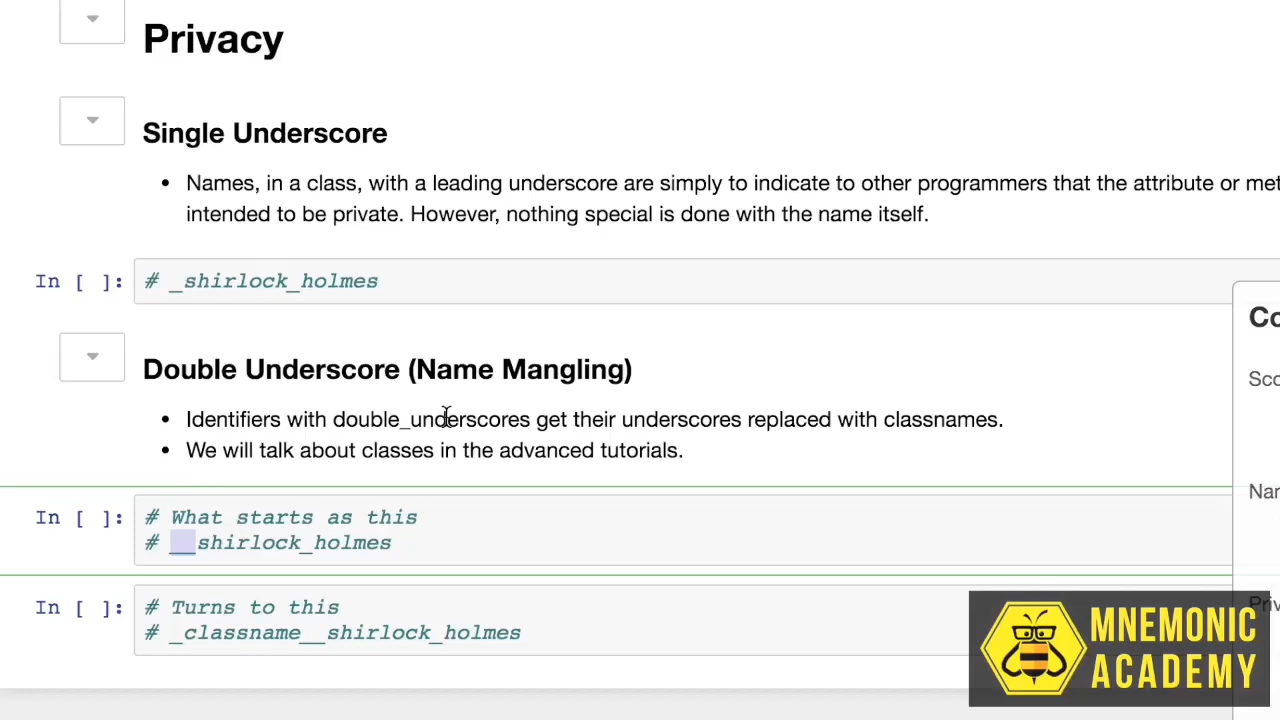 Privacy
Single Underscore
• Names, in a class, with a leading underscore are simply to indicate to other programmers that the attribute or
intended to be private. However, nothing special is done with the name itself.
In [ ]: # _shirlock_holmes
Double Underscore (Name Mangling)
• Identifiers with double_underscores get their underscores replaced with classnames.
• We will talk about classes in the advanced tutorials.
In [ ]: # What starts as this
# __shirlock_holmes
In [ ]: # Turns to this
# _classname__shirlock_holmes
MNEMONIC
ACADEMY